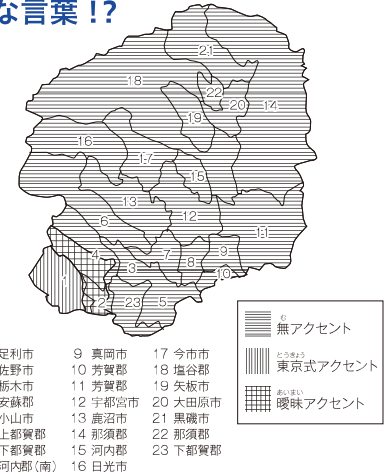 な言葉!?
21
18
22
20
14
19
16
17
15
13
12
11
6
7
9
4
3
8
10
1
2
23
5
む
無アクセント
とうきょう
東京式アクセント
あいまい
曖昧アクセント
足利市 9 真岡市 17 今市市
佐野市 10 芳賀郡 18 塩谷郡
栃木市 11 芳賀郡 19 矢板市
安蘇郡 12 宇都宮市 20 大田原市
小山市 13 鹿沼市 21 黒磯市
上都賀郡 14 那須郡 22 那須郡
下都賀郡 15 河内郡 23 下都賀郡
河内郡(南) 16 日光市